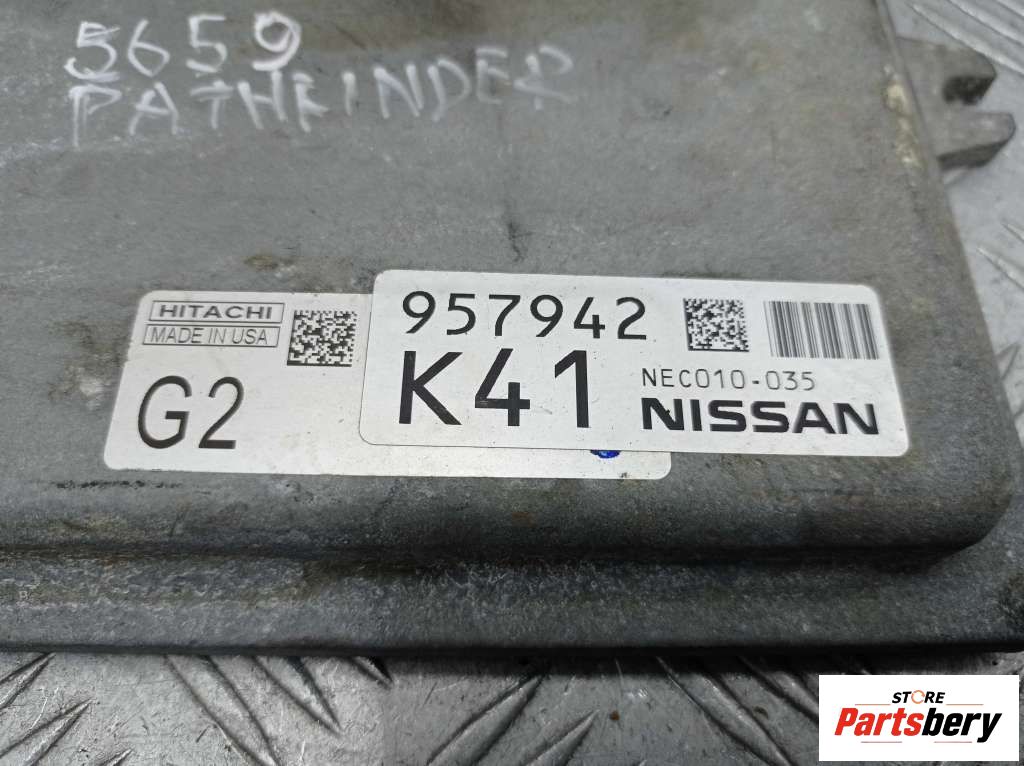 5659
PATHFINDER
HITACHI
MADE IN USA
G2
957942
K41
NEC010-035
NISSAN
STORE
Partsbery